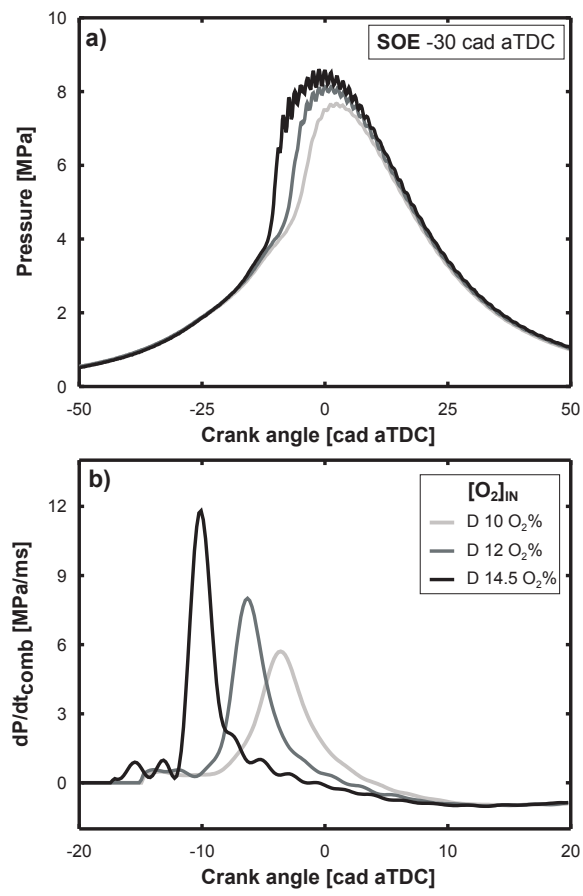 a)
SOE -30 cad aTDC
Pressure [MPa]
10
8
6
4
2
0
-50
-25
0
25
50
Crank angle [cad aTDC]
b)
[O₂]IN
D 10 O₂%
D 12 O₂%
D 14.5 O₂%
dP/dtcomb [MPa/ms]
12
9
6
3
0
-20
-10
0
10
20
Crank angle [cad aTDC]